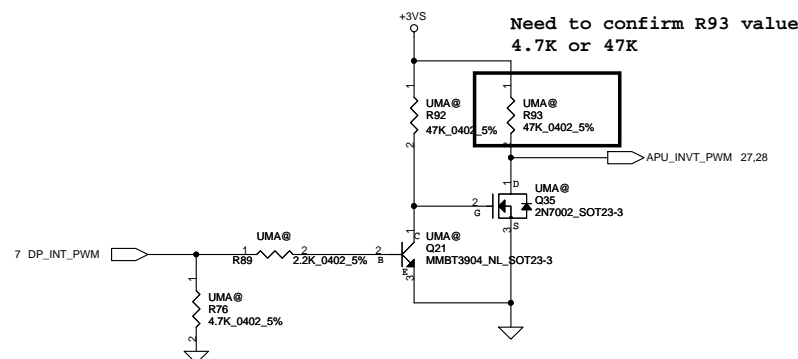 +3VS
Need to confirm R93 value
4.7K or 47K
1
UMA@
R92
47K_0402_5%
2
1
UMA@
R93
47K_0402_5%
APU_INVT_PWM 27,28
1
D
2
G
UMA@
Q35
2N7002_SOT23-3
3
S
7 DP_INT_PWM
UMA@
1
2
R89
2.2K_0402_5%
2
B
1
C
UMA@
Q21
MMBT3904_NL_SOT23-3
E
3
1
UMA@
R76
4.7K_0402_5%
2